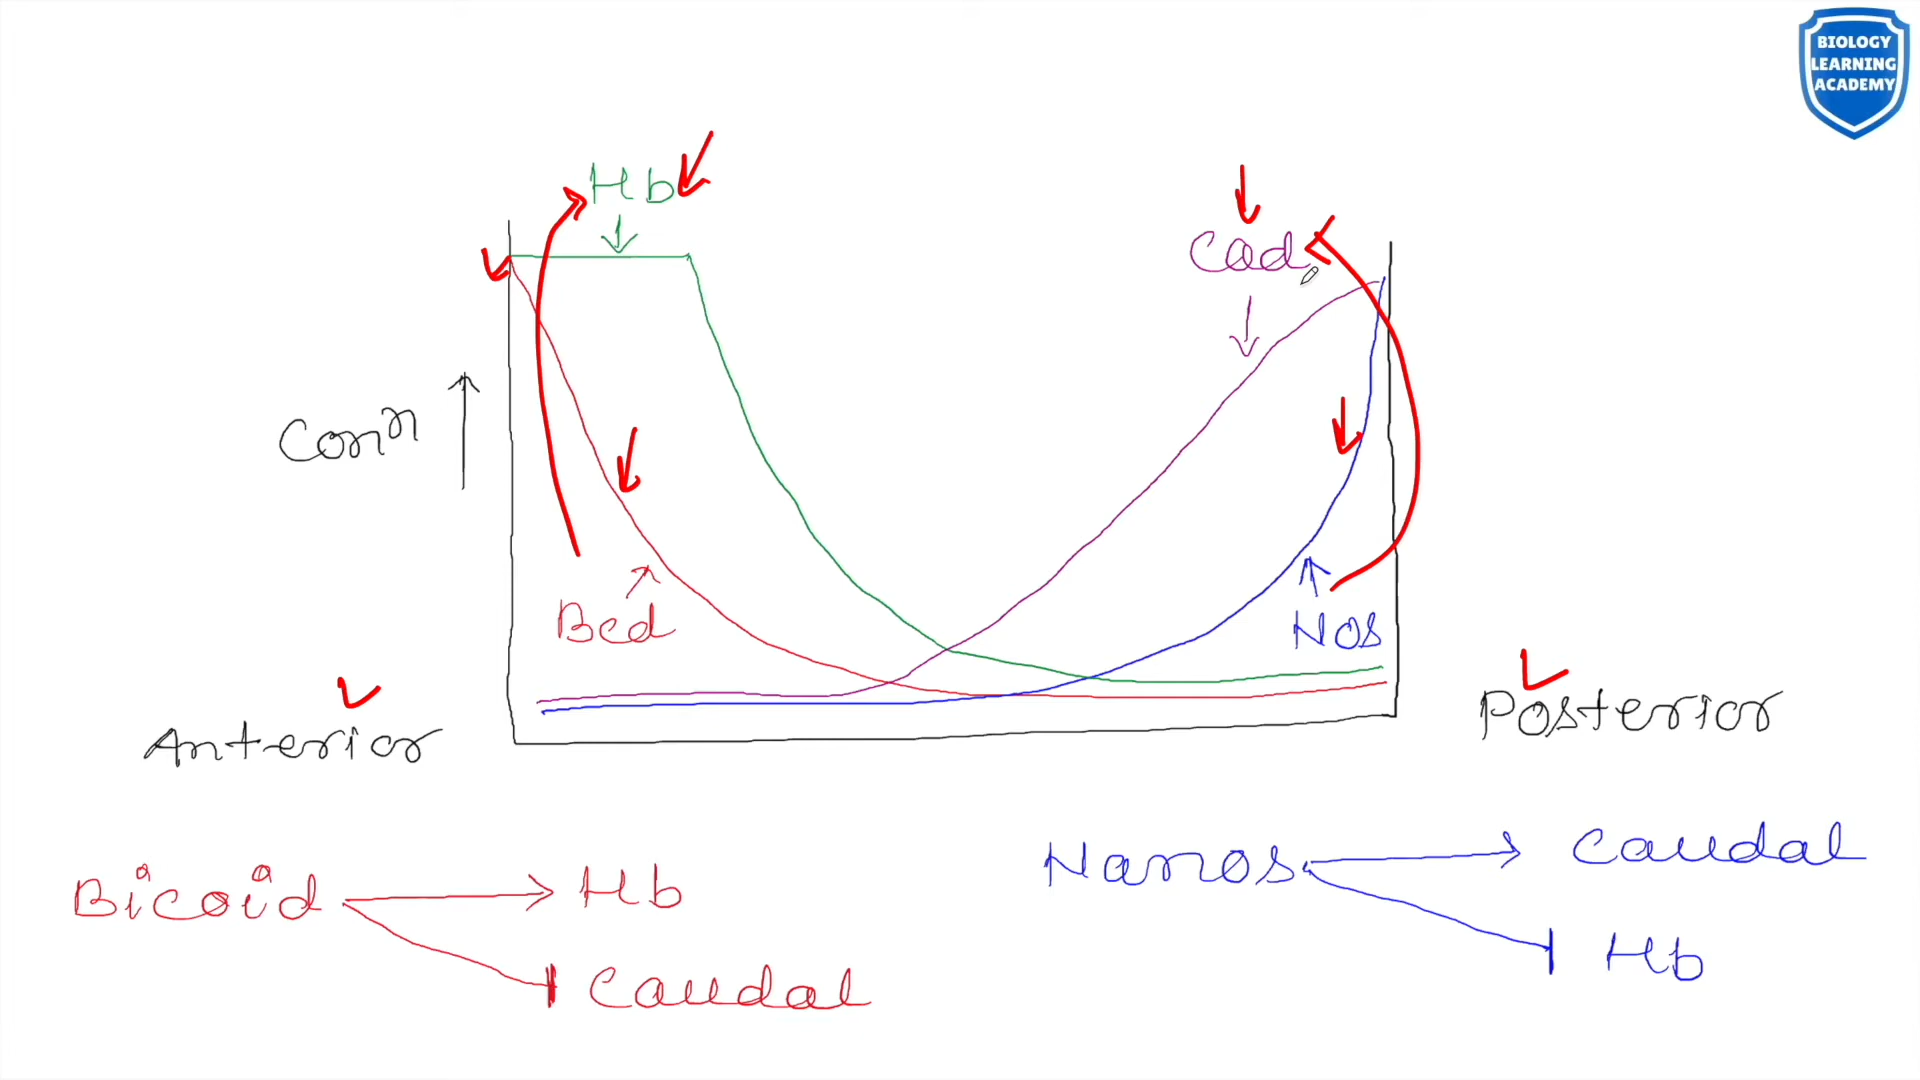 BIOLOGY
LEARNING
ACADEMY
Hb
Cad
Conn
Bcd
Nos
Anterior
Posterior
Bicoid
Hb
Caudal
Nanos
Caudal
Hb